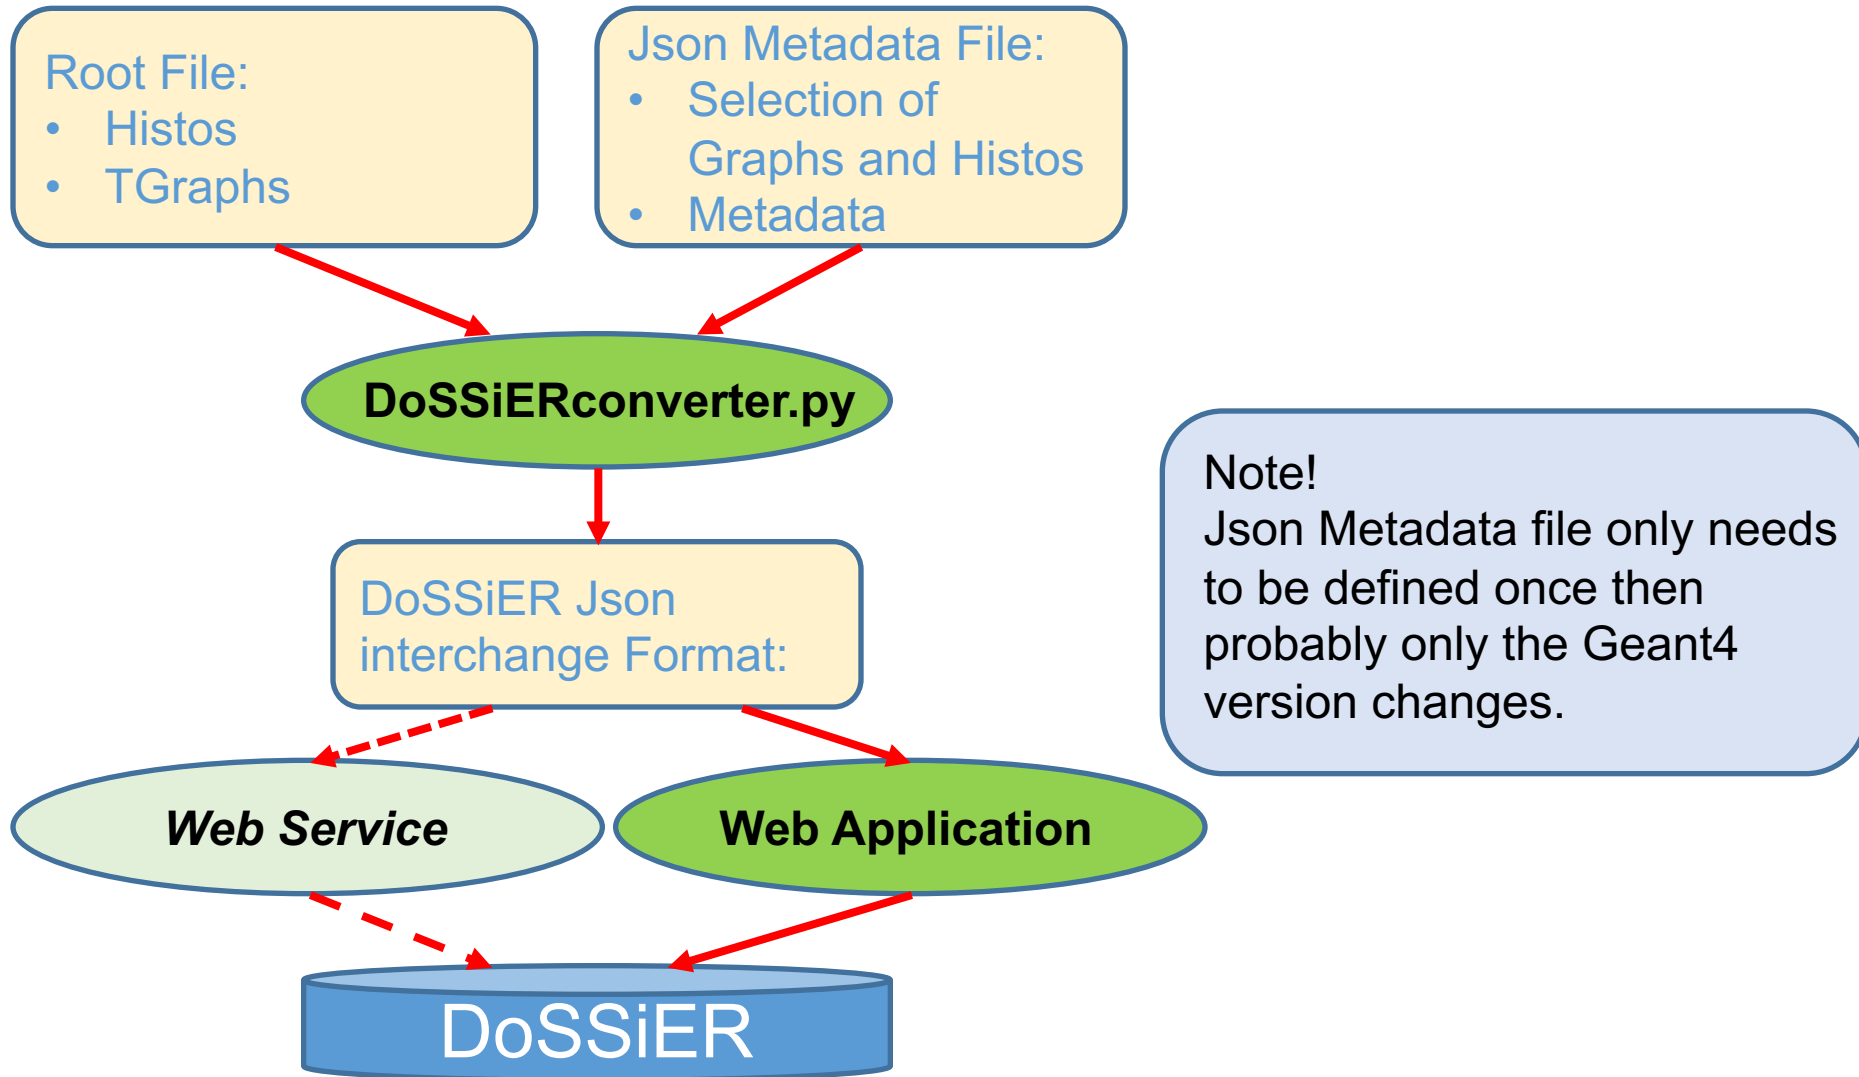 Root File:
• Histos
• TGraphs
Json Metadata File:
• Selection of
Graphs and Histos
• Metadata
DoSSiERconverter.py
Note!
Json Metadata file only needs
to be defined once then
probably only the Geant4
version changes.
DoSSiER Json
interchange Format:
Web Service
Web Application
DoSSiER